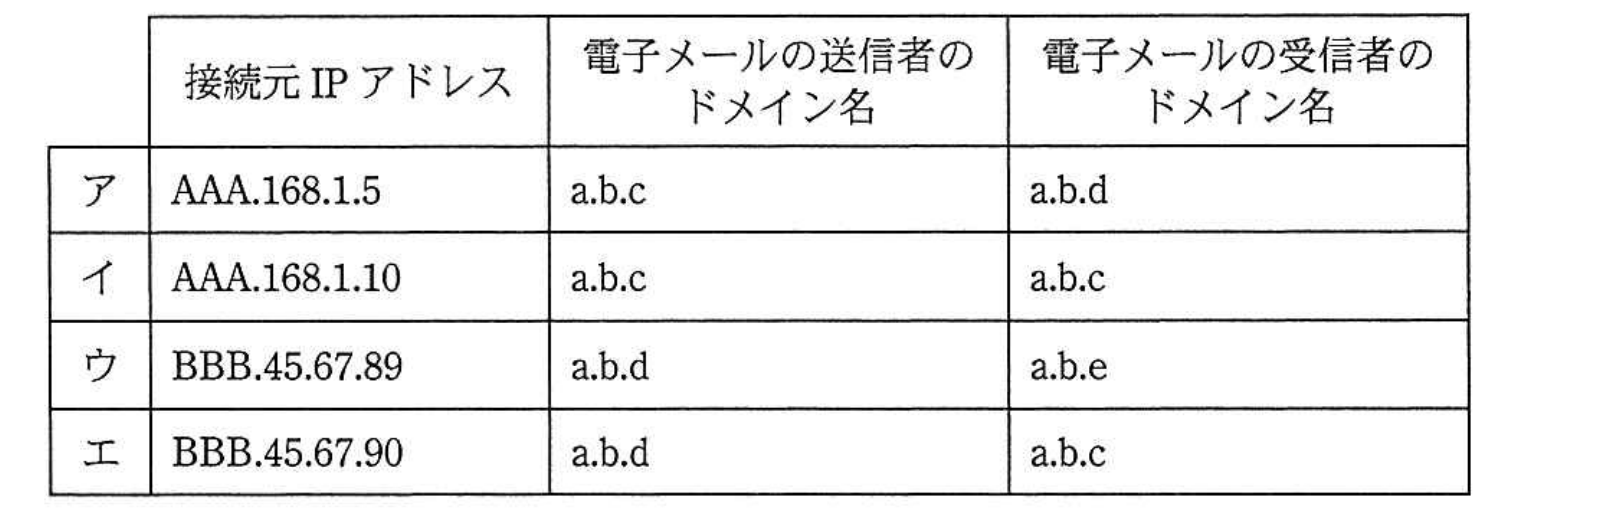 接続元 IP アドレス
電子メールの送信者の
ドメイン名
電子メールの受信者の
ドメイン名
ア AAA.168.1.5 a.b.c a.b.d
イ AAA.168.1.10 a.b.c a.b.c
ウ BBB.45.67.89 a.b.d a.b.e
エ BBB.45.67.90 a.b.d a.b.c